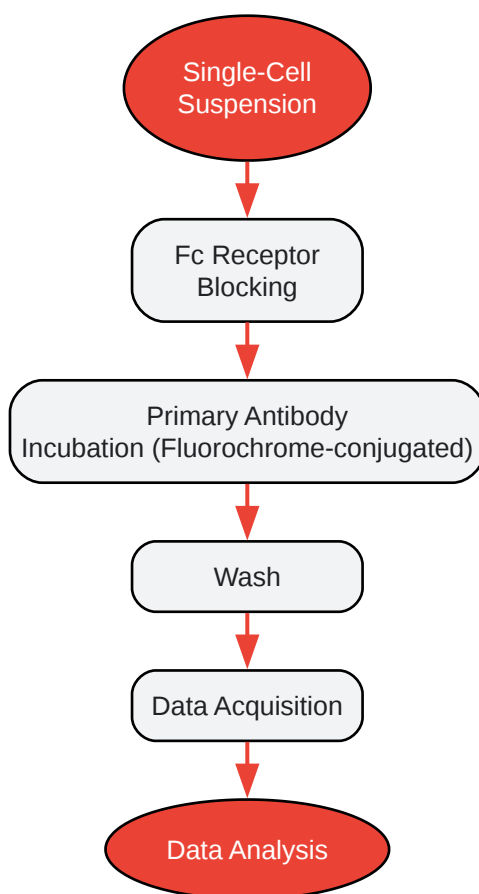 Single-Cell
Suspension
Fc Receptor
Blocking
Primary Antibody
Incubation (Fluorochrome-conjugated)
Wash
Data Acquisition
Data Analysis